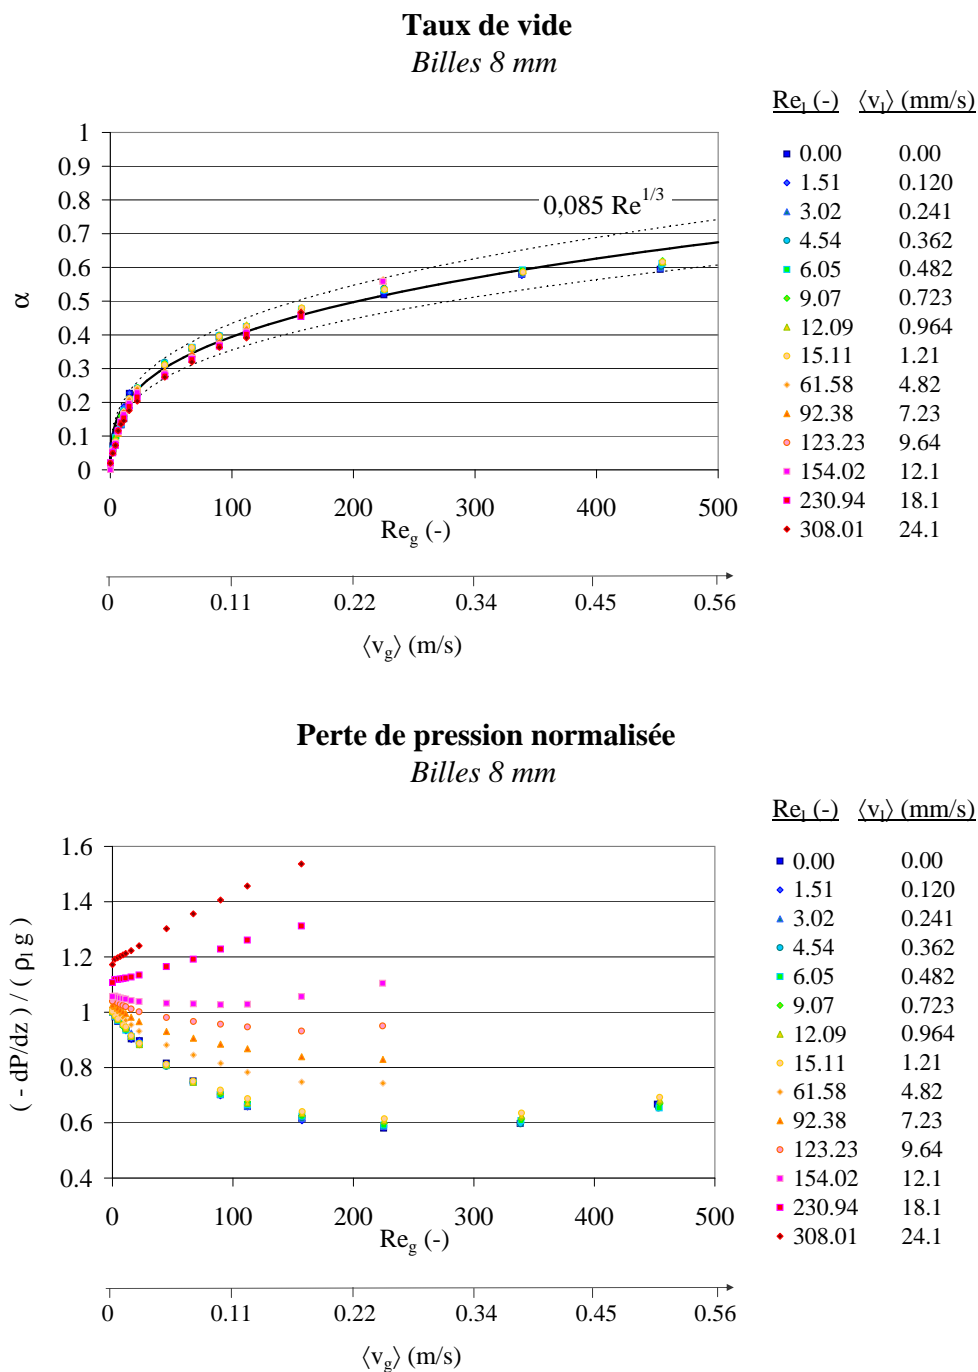 Taux de vide
Billes 8 mm
Re_l (-) ⟨v_l⟩ (mm/s)
0.00 0.00
1.51 0.120
3.02 0.241
4.54 0.362
6.05 0.482
9.07 0.723
12.09 0.964
15.11 1.21
61.58 4.82
92.38 7.23
123.23 9.64
154.02 12.1
230.94 18.1
308.01 24.1
1
0.9
0.8
0.7
0.6
0.5
0.4
0.3
0.2
0.1
0
α
0,085 Re^1/3
0 100 200 300 400 500
Re_g (-)
0 0.11 0.22 0.34 0.45 0.56
⟨v_g⟩ (m/s)
Perte de pression normalisée
Billes 8 mm
Re_l (-) ⟨v_l⟩ (mm/s)
0.00 0.00
1.51 0.120
3.02 0.241
4.54 0.362
6.05 0.482
9.07 0.723
12.09 0.964
15.11 1.21
61.58 4.82
92.38 7.23
123.23 9.64
154.02 12.1
230.94 18.1
308.01 24.1
1.6
1.4
1.2
1
0.8
0.6
0.4
( - dP/dz ) / ( ρ_l g )
0 100 200 300 400 500
Re_g (-)
0 0.11 0.22 0.34 0.45 0.56
⟨v_g⟩ (m/s)